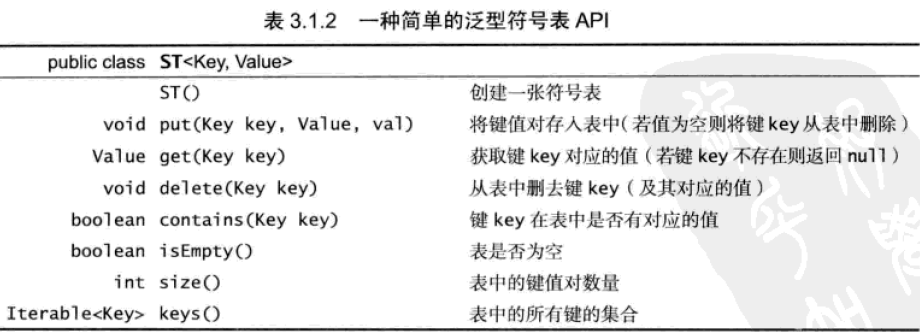 表 3.1.2 一种简单的泛型符号表 API
public class ST<Key, Value>
ST() 创建一张符号表
void put(Key key, Value, val) 将键值对存入表中（若值为空则将键 key 从表中删除）
Value get(Key key) 获取键 key 对应的值（若键 key 不存在则返回 null）
void delete(Key key) 从表中删去键 key（及其对应的值）
boolean contains(Key key) 键 key 在表中是否有对应的值
boolean isEmpty() 表是否为空
int size() 表中的键值对数量
Iterable<Key> keys() 表中的所有键的集合